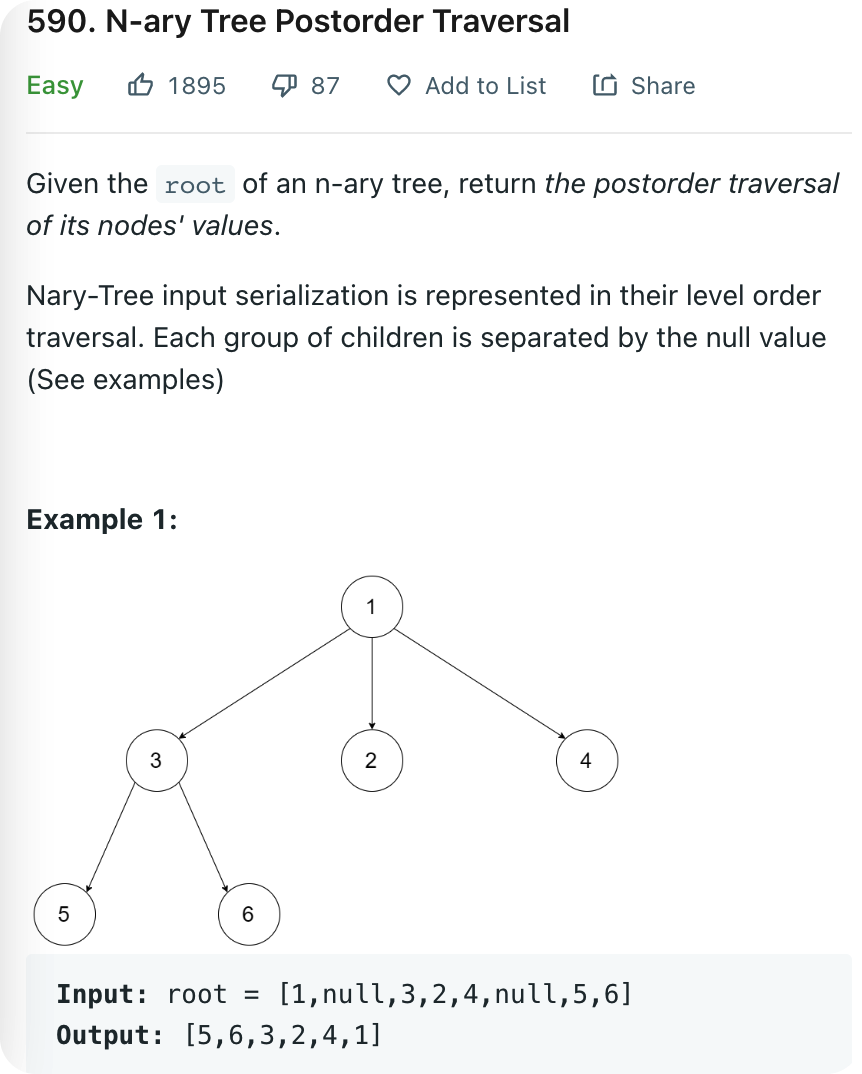 590. N-ary Tree Postorder Traversal
Easy 1895 87 Add to List Share
Given the root of an n-ary tree, return the postorder traversal
of its nodes' values.
Nary-Tree input serialization is represented in their level order
traversal. Each group of children is separated by the null value
(See examples)
Example 1:
1
3 2 4
5 6
Input: root = [1,null,3,2,4,null,5,6]
Output: [5,6,3,2,4,1]